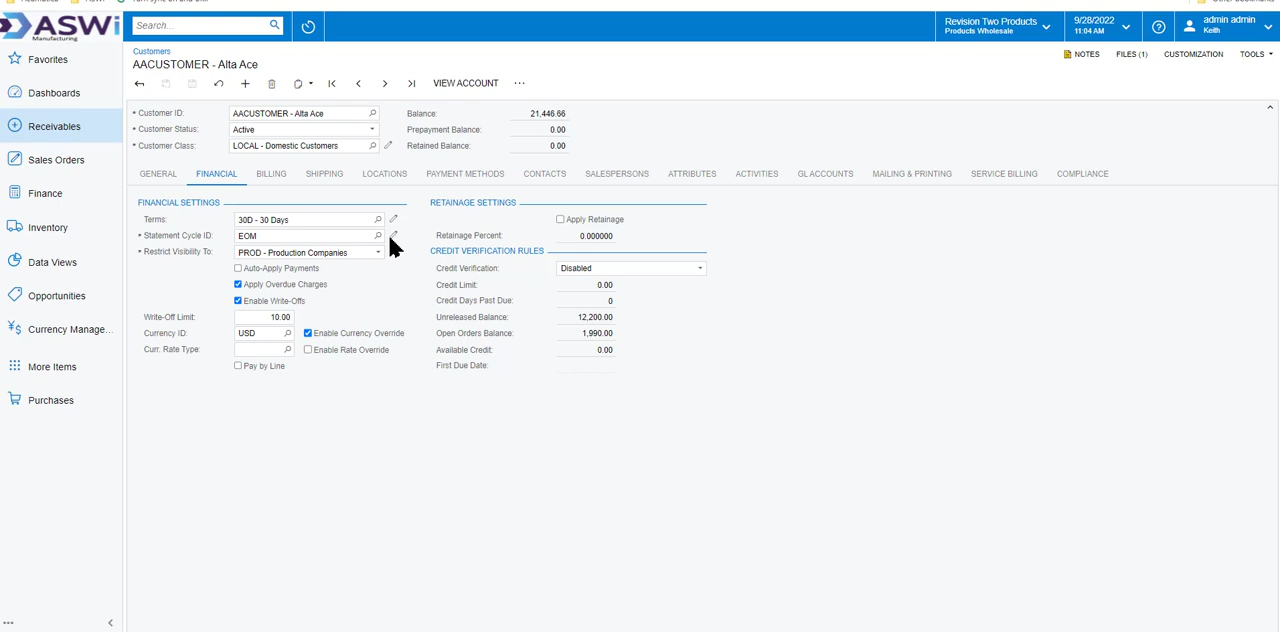 ASWi
Manufacturing
Search...
Revision Two Products
Products Wholesale
9/28/2022
11:04 AM
admin admin
Keith
Favorites
Dashboards
Receivables
Sales Orders
Finance
Inventory
Data Views
Opportunities
Currency Manage...
More Items
Purchases
Customers
AACUSTOMER - Alta Ace
NOTES
FILES (1)
CUSTOMIZATION
TOOLS
VIEW ACCOUNT
Customer ID: AACUSTOMER - Alta Ace
Balance: 21,446.66
Customer Status: Active
Prepayment Balance: 0.00
Customer Class: LOCAL - Domestic Customers
Retained Balance: 0.00
GENERAL FINANCIAL BILLING SHIPPING LOCATIONS PAYMENT METHODS CONTACTS SALESPERSONS ATTRIBUTES ACTIVITIES GL ACCOUNTS MAILING & PRINTING SERVICE BILLING COMPLIANCE
FINANCIAL SETTINGS
Terms: 30D - 30 Days
Statement Cycle ID: EOM
Restrict Visibility To: PROD - Production Companies
Auto-Apply Payments
Apply Overdue Charges
Enable Write-Offs
Write-Off Limit: 10.00
Currency ID: USD Enable Currency Override
Curr. Rate Type: Enable Rate Override
Pay by Line
RETAINAGE SETTINGS
Apply Retainage
Retainage Percent: 0.000000
CREDIT VERIFICATION RULES
Credit Verification: Disabled
Credit Limit: 0.00
Credit Days Past Due: 0
Unreleased Balance: 12,200.00
Open Orders Balance: 1,990.00
Available Credit: 0.00
First Due Date: